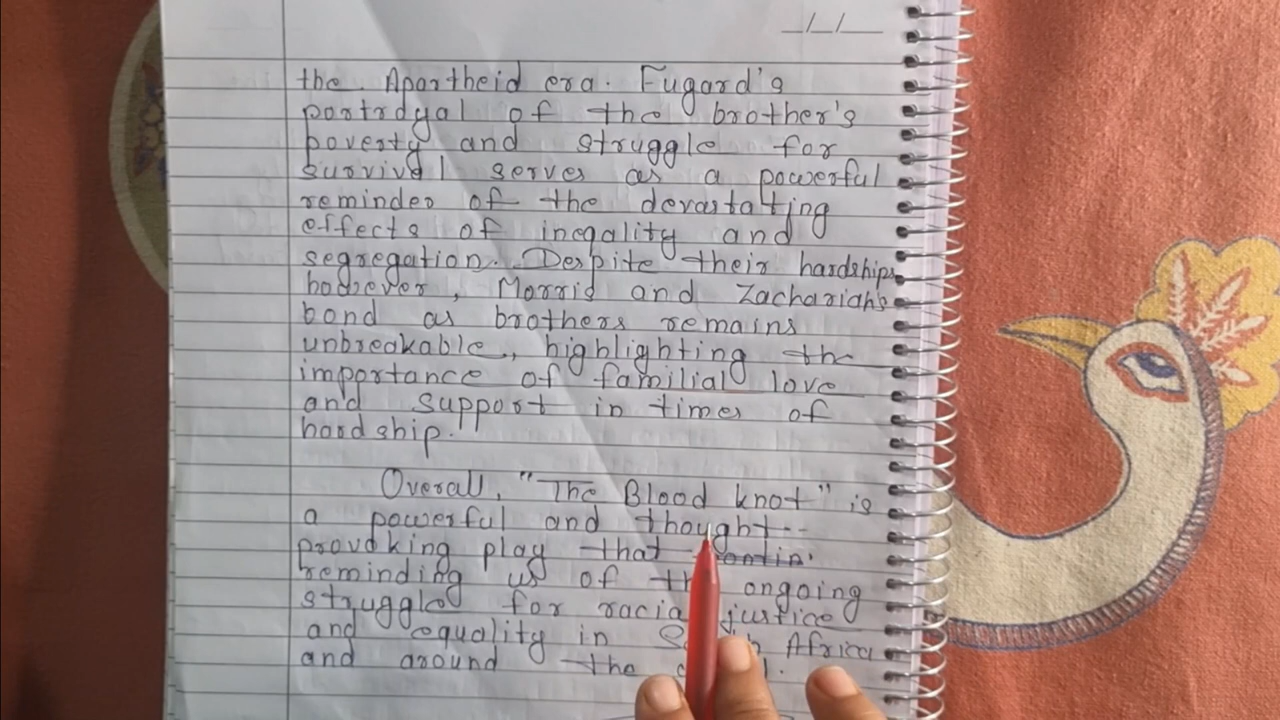 the Apartheid era. Fugard's
portrayal of the brother's
poverty and struggle for
survival serves as a powerful
reminder of the devastating
effects of ineqality and
segregation. Despite their hardships
however, Morris and Zachariah's
bond as brothers remains
unbreakable, highlighting th
importance of familial love
and support in times of
hardship.
Overall, "The Blood knot" is
a powerful and thought--
provoking play that
reminding us of ongoing
struggle for racial justice
and equality in Africa
and around the